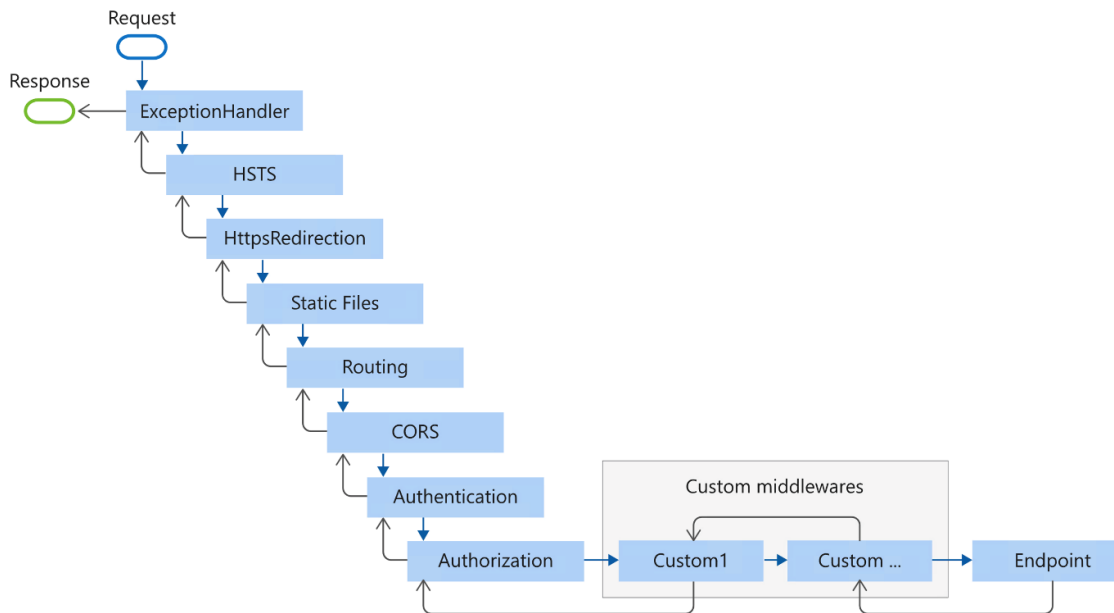 Request
Response
ExceptionHandler
HSTS
HttpsRedirection
Static Files
Routing
CORS
Authentication
Custom middlewares
Authorization
Custom1
Custom ...
Endpoint